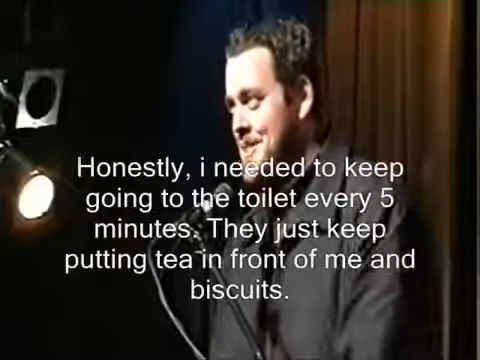 Honestly, i needed to keep
going to the toilet every 5
minutes. They just keep
putting tea in front of me and
biscuits.